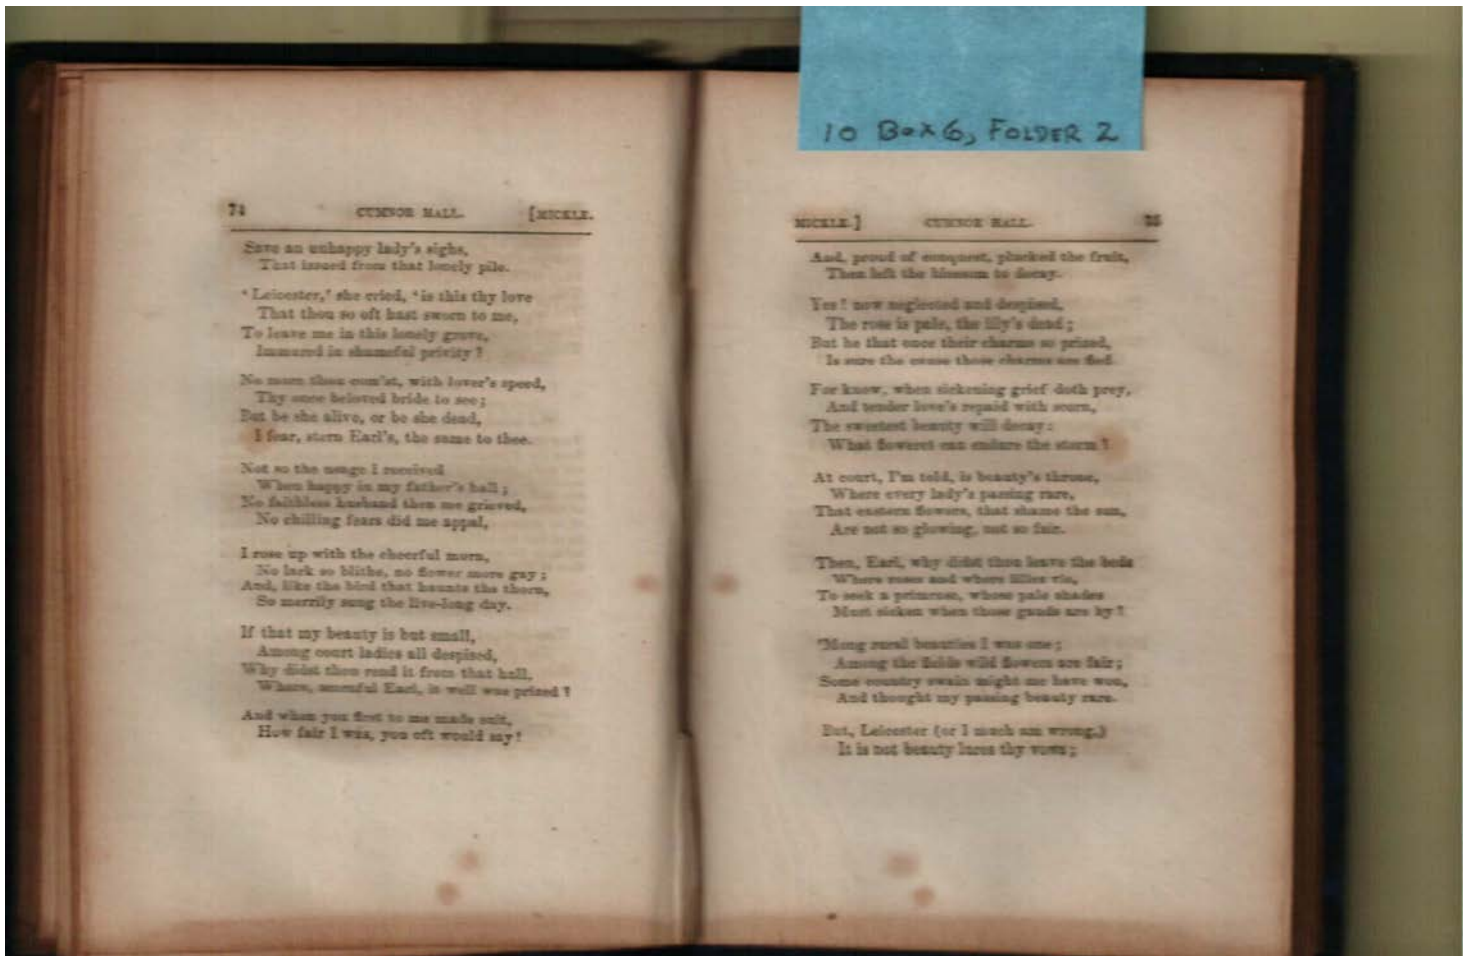 10 Box 6, FOLDER 2
74 CUMNOR HALL. [MICKLE.
Save an unhappy lady's sighs,
That issued from that lonely pile.
‘Leicester,’ she cried, ‘is this thy love
That thou so oft hast sworn to me,
To leave me in this lonely grove,
Immured in shameful privity?
No more thou com'st, with lover's speed,
Thy once beloved bride to see;
But be she alive, or be she dead,
I fear, stern Earl's, the same to thee.
Not so the usage I received
When happy in my father's hall;
No faithless husband then me grieved,
No chilling fears did me appal,
I rose up with the cheerful morn,
No lark so blithe, no flower more gay;
And, like the bird that haunts the thorn,
So merrily sung the live-long day.
If that my beauty is but small,
Among court ladies all despised,
Why didst thou rend it from that hall,
Where, scornful Earl, it well was prized?
And when you first to me made suit,
How fair I was, you oft would say!
MICKLE.] CUMNOR HALL. 75
And, proud of conquest, plucked the fruit,
Then left the blossom to decay.
Yes! now neglected and despised,
The rose is pale, the lily's dead;
But he that once their charms so prized,
Is sure the cause those charms are fled.
For know, when sickening grief doth prey,
And tender love's repaid with scorn,
The sweetest beauty will decay:
What floweret can endure the storm?
At court, I'm told, is beauty's throne,
Where every lady's passing rare,
That eastern flowers, that shame the sun,
Are not so glowing, not so fair.
Then, Earl, why didst thou leave the beds
Where roses and where lilies vie,
To seek a primrose, whose pale shades
Must sicken when those gauds are by?
'Mong rural beauties I was one;
Among the fields wild flowers are fair;
Some country swain might me have won,
And thought my passing beauty rare.
But, Leicester (or I much am wrong,)
It is not beauty lures thy vows;